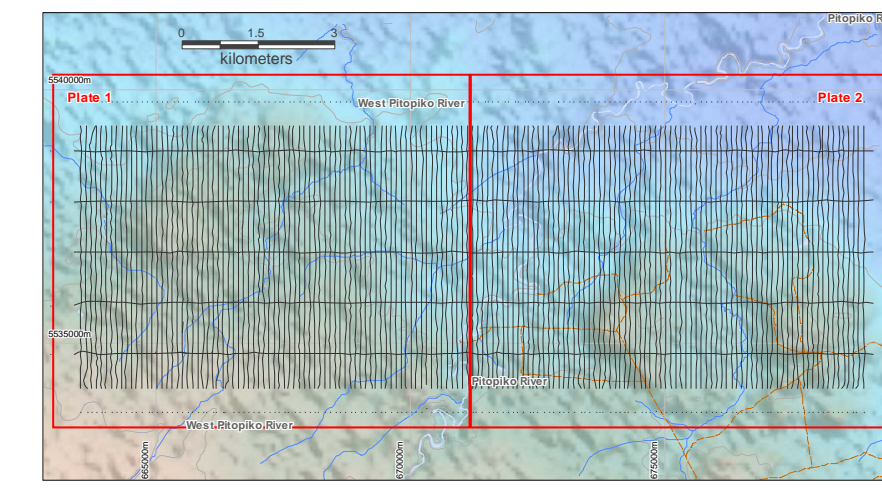 Pitopiko R
0 1.5 3
kilometers
5540000m
Plate 1
West Pitopiko River
Plate 2
5535000m
Pitopiko River
West Pitopiko River
665000m
670000m
675000m